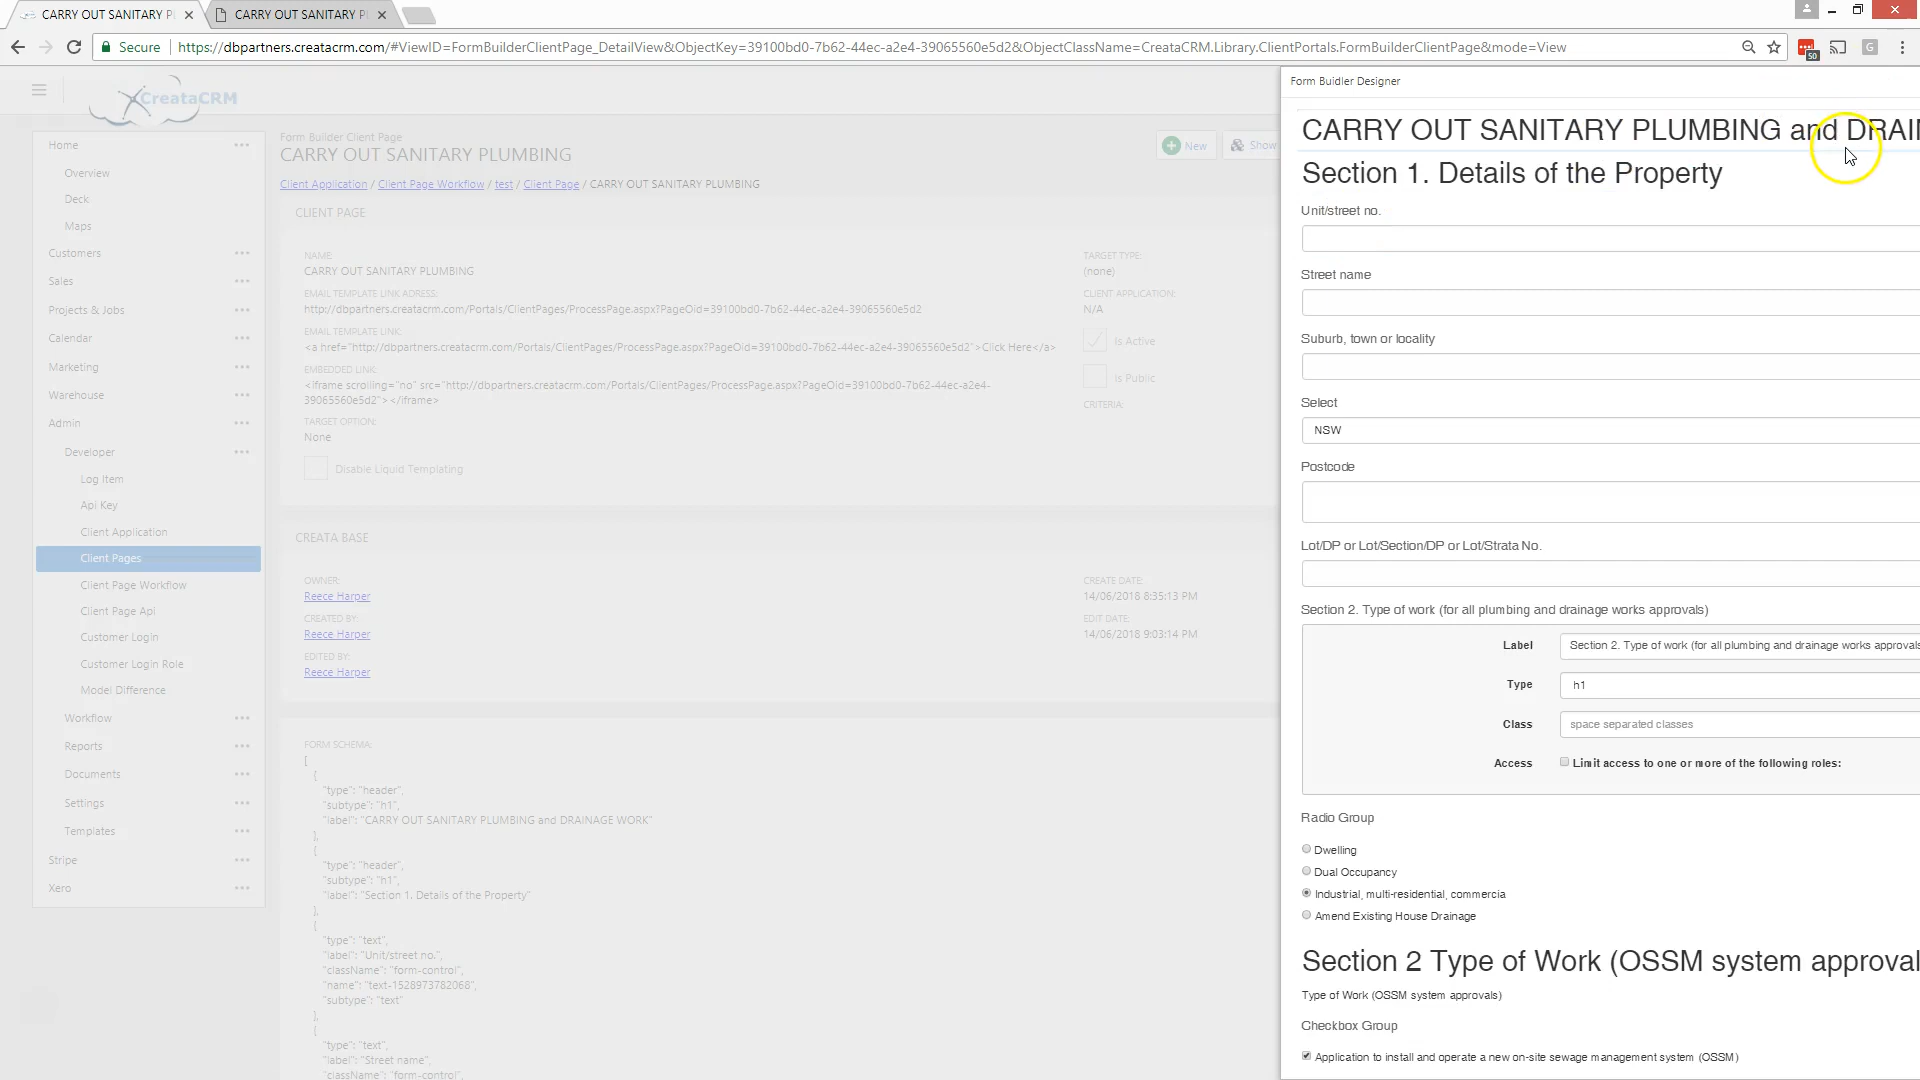 CARRY OUT SANITARY P
CARRY OUT SANITARY P
Secure https://dbpartners.creatacrm.com/#ViewID=FormBuilderClientPage_DetailView&ObjectKey=39100bd0-7b62-44ec-a2e4-39065560e5d2&ObjectClassName=CreataCRM.Library.ClientPortals.FormBuilderClientPage&mode=View
50
G
CreataCRM
Home
Overview
Deck
Maps
Customers
Sales
Projects & Jobs
Calendar
Marketing
Warehouse
Admin
Developer
Log Item
Api Key
Client Application
Client Pages
Client Page Workflow
Client Page Api
Customer Login
Customer Login Role
Model Difference
Workflow
Reports
Documents
Settings
Templates
Stripe
Xero
Form Builder Client Page
CARRY OUT SANITARY PLUMBING
New
Show
Client Application / Client Page Workflow / test / Client Page / CARRY OUT SANITARY PLUMBING
CLIENT PAGE
NAME:
CARRY OUT SANITARY PLUMBING
EMAIL TEMPLATE LINK ADRESS:
http://dbpartners.creatacrm.com/Portals/ClientPages/ProcessPage.aspx?PageOid=39100bd0-7b62-44ec-a2e4-39065560e5d2
EMAIL TEMPLATE LINK:
<a href="http://dbpartners.creatacrm.com/Portals/ClientPages/ProcessPage.aspx?PageOid=39100bd0-7b62-44ec-a2e4-39065560e5d2">Click Here</a>
EMBEDDED LINK:
<iframe scrolling="no" src="http://dbpartners.creatacrm.com/Portals/ClientPages/ProcessPage.aspx?PageOid=39100bd0-7b62-44ec-a2e4-
39065560e5d2"></iframe>
TARGET OPTION:
None
Disable Liquid Templating
TARGET TYPE:
(none)
CLIENT APPLICATION:
N/A
Is Active
Is Public
CRITERIA:
CREATA BASE
OWNER:
Reece Harper
CREATED BY:
Reece Harper
EDITED BY:
Reece Harper
CREATE DATE:
14/06/2018 8:35:13 PM
EDIT DATE:
14/06/2018 9:03:14 PM
FORM SCHEMA:
[
{
"type": "header",
"subtype": "h1",
"label": "CARRY OUT SANITARY PLUMBING and DRAINAGE WORK"
},
{
"type": "header",
"subtype": "h1",
"label": "Section 1. Details of the Property"
},
{
"type": "text",
"label": "Unit/street no.",
"className": "form-control",
"name": "text-1528973782068",
"subtype": "text"
},
{
"type": "text",
"label": "Street name",
"className": "form-control",
Form Buidler Designer
CARRY OUT SANITARY PLUMBING and DRAIN
Section 1. Details of the Property
Unit/street no.
Street name
Suburb, town or locality
Select
NSW
Postcode
Lot/DP or Lot/Section/DP or Lot/Strata No.
Section 2. Type of work (for all plumbing and drainage works approvals)
Label Section 2. Type of work (for all plumbing and drainage works approvals
Type h1
Class space separated classes
Access Limit access to one or more of the following roles:
Radio Group
Dwelling
Dual Occupancy
Industrial, multi-residential, commercia
Amend Existing House Drainage
Section 2 Type of Work (OSSM system approval
Type of Work (OSSM system approvals)
Checkbox Group
Application to install and operate a new on-site sewage management system (OSSM)